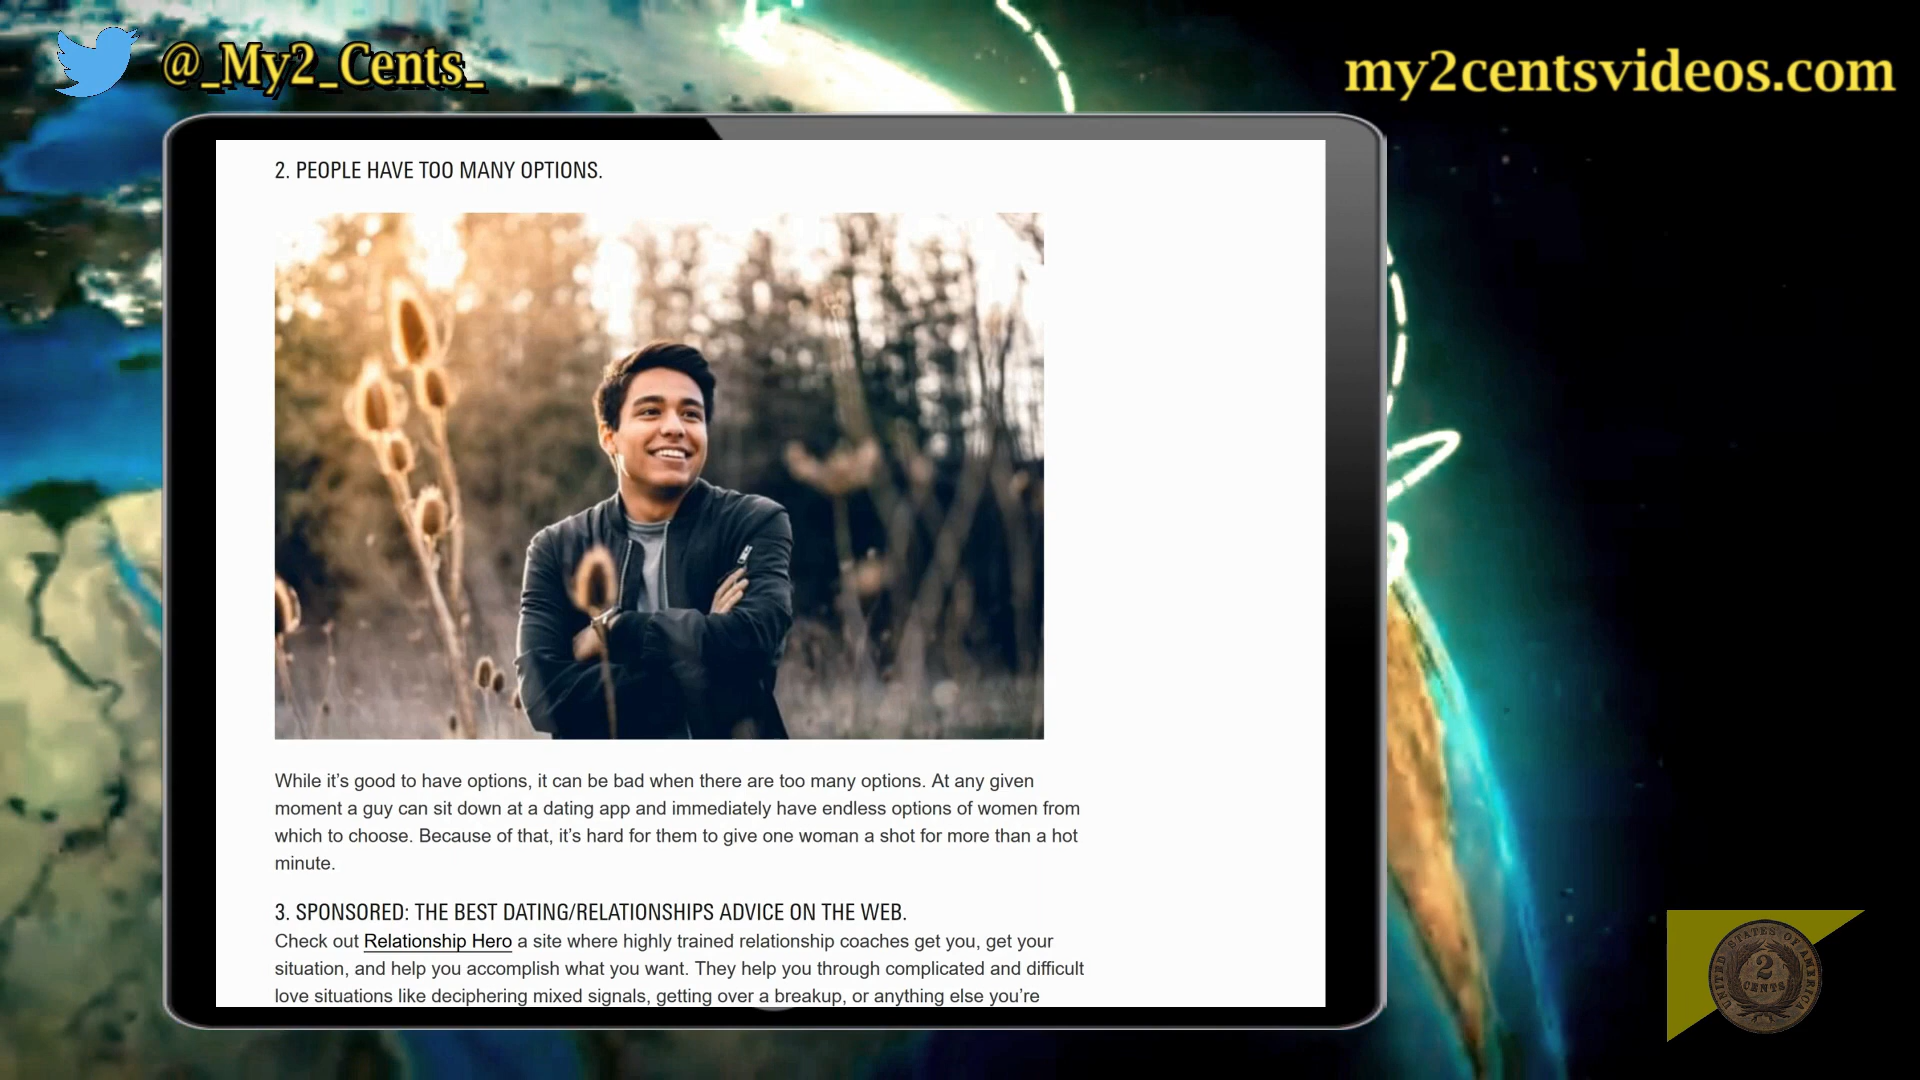 @_My2_Cents_
my2centsvideos.com
2. PEOPLE HAVE TOO MANY OPTIONS.
While it’s good to have options, it can be bad when there are too many options. At any given
moment a guy can sit down at a dating app and immediately have endless options of women from
which to choose. Because of that, it’s hard for them to give one woman a shot for more than a hot
minute.
3. SPONSORED: THE BEST DATING/RELATIONSHIPS ADVICE ON THE WEB.
Check out Relationship Hero a site where highly trained relationship coaches get you, get your
situation, and help you accomplish what you want. They help you through complicated and difficult
love situations like deciphering mixed signals, getting over a breakup, or anything else you’re
UNITED STATES OF AMERICA
2
CENTS